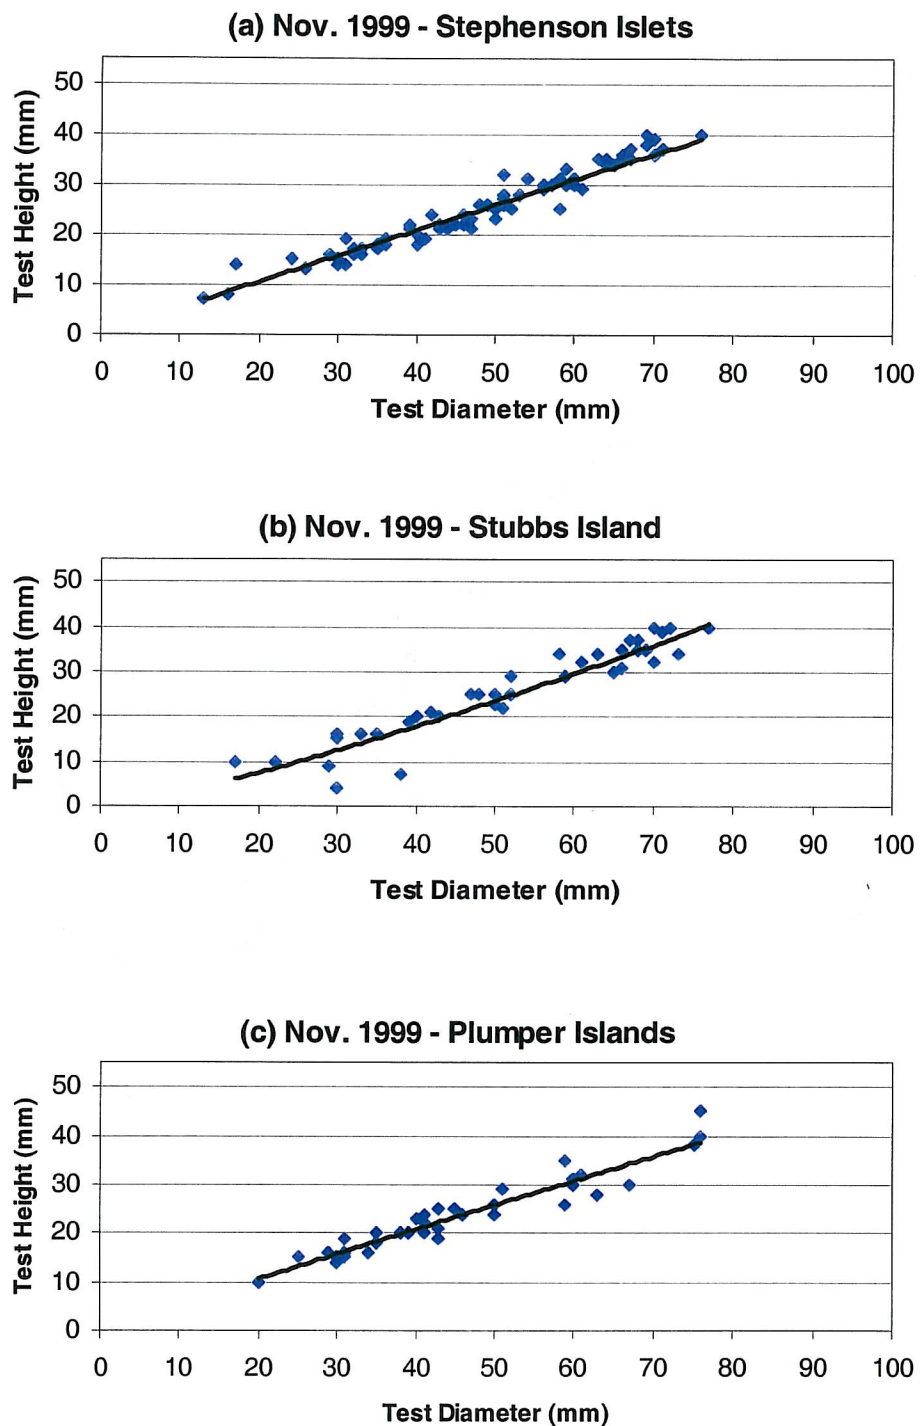 (a) Nov. 1999 - Stephenson Islets
50
40
30
20
10
0
Test Height (mm)
0 10 20 30 40 50 60 70 80 90 100
Test Diameter (mm)
(b) Nov. 1999 - Stubbs Island
50
40
30
20
10
0
Test Height (mm)
0 10 20 30 40 50 60 70 80 90 100
Test Diameter (mm)
(c) Nov. 1999 - Plumper Islands
50
40
30
20
10
0
Test Height (mm)
0 10 20 30 40 50 60 70 80 90 100
Test Diameter (mm)